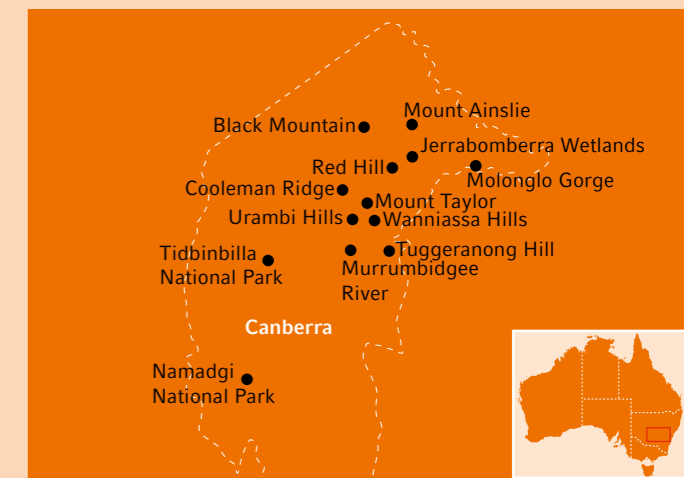 Mount Ainslie
Black Mountain
Jerrabomberra Wetlands
Red Hill
Molonglo Gorge
Cooleman Ridge
Mount Taylor
Urambi Hills
Wanniassa Hills
Tuggeranong Hill
Tidbinbilla
National Park
Murrumbidgee
River
Canberra
Namadgi
National Park